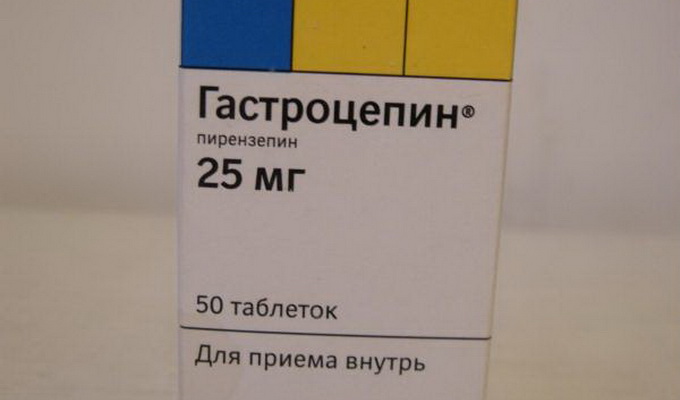 Гастроцепин®
пирензепин
25 мг
50 таблеток
Для приема внутрь